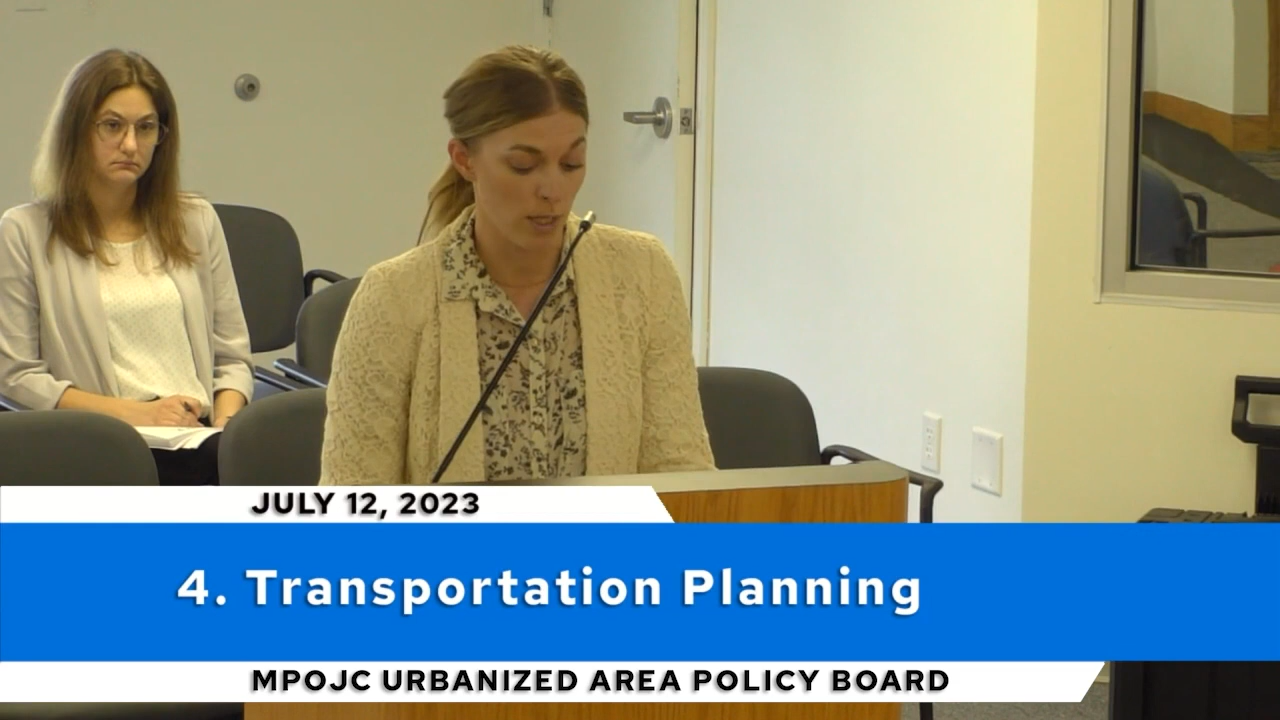 JULY 12, 2023
4. Transportation Planning
MPOJC URBANIZED AREA POLICY BOARD